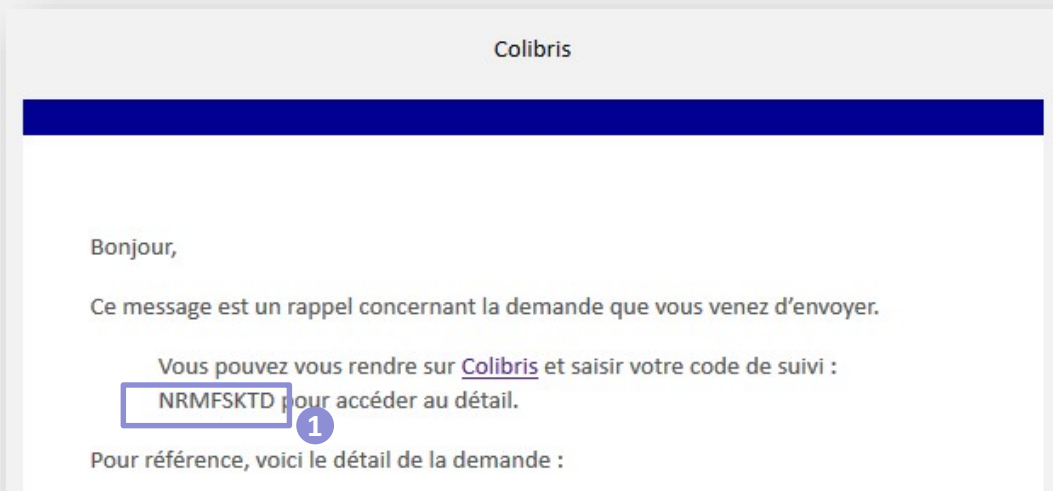 Colibris
Bonjour,
Ce message est un rappel concernant la demande que vous venez d’envoyer.
Vous pouvez vous rendre sur Colibris et saisir votre code de suivi :
NRMFSKTD pour accéder au détail.
1
Pour référence, voici le détail de la demande :